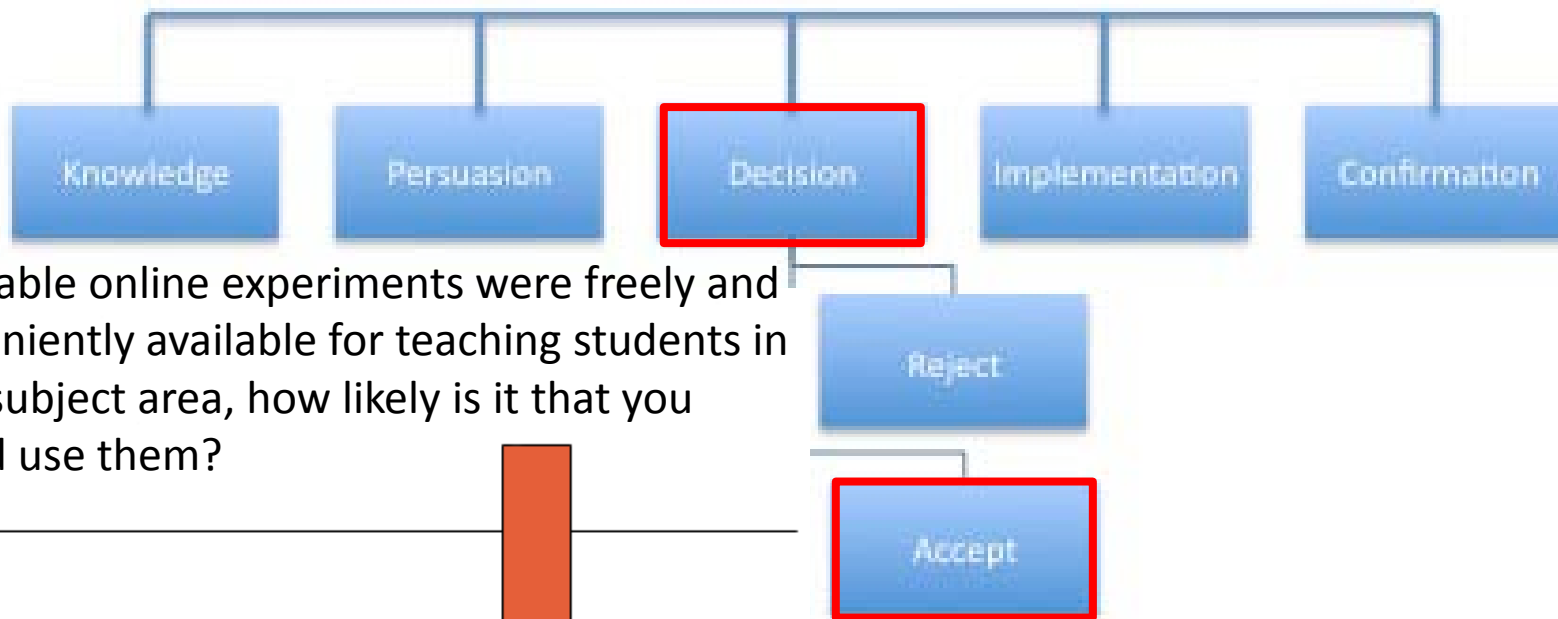 Knowledge Persuasion Decision Implementation Confirmation
able online experiments were freely and
niently available for teaching students in
subject area, how likely is it that you
use them?
Reject
Accept